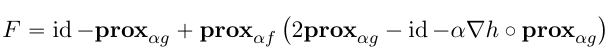 F = id −prox_{αg} + prox_{αf} (2prox_{αg} − id −α∇h ∘ prox_{αg})